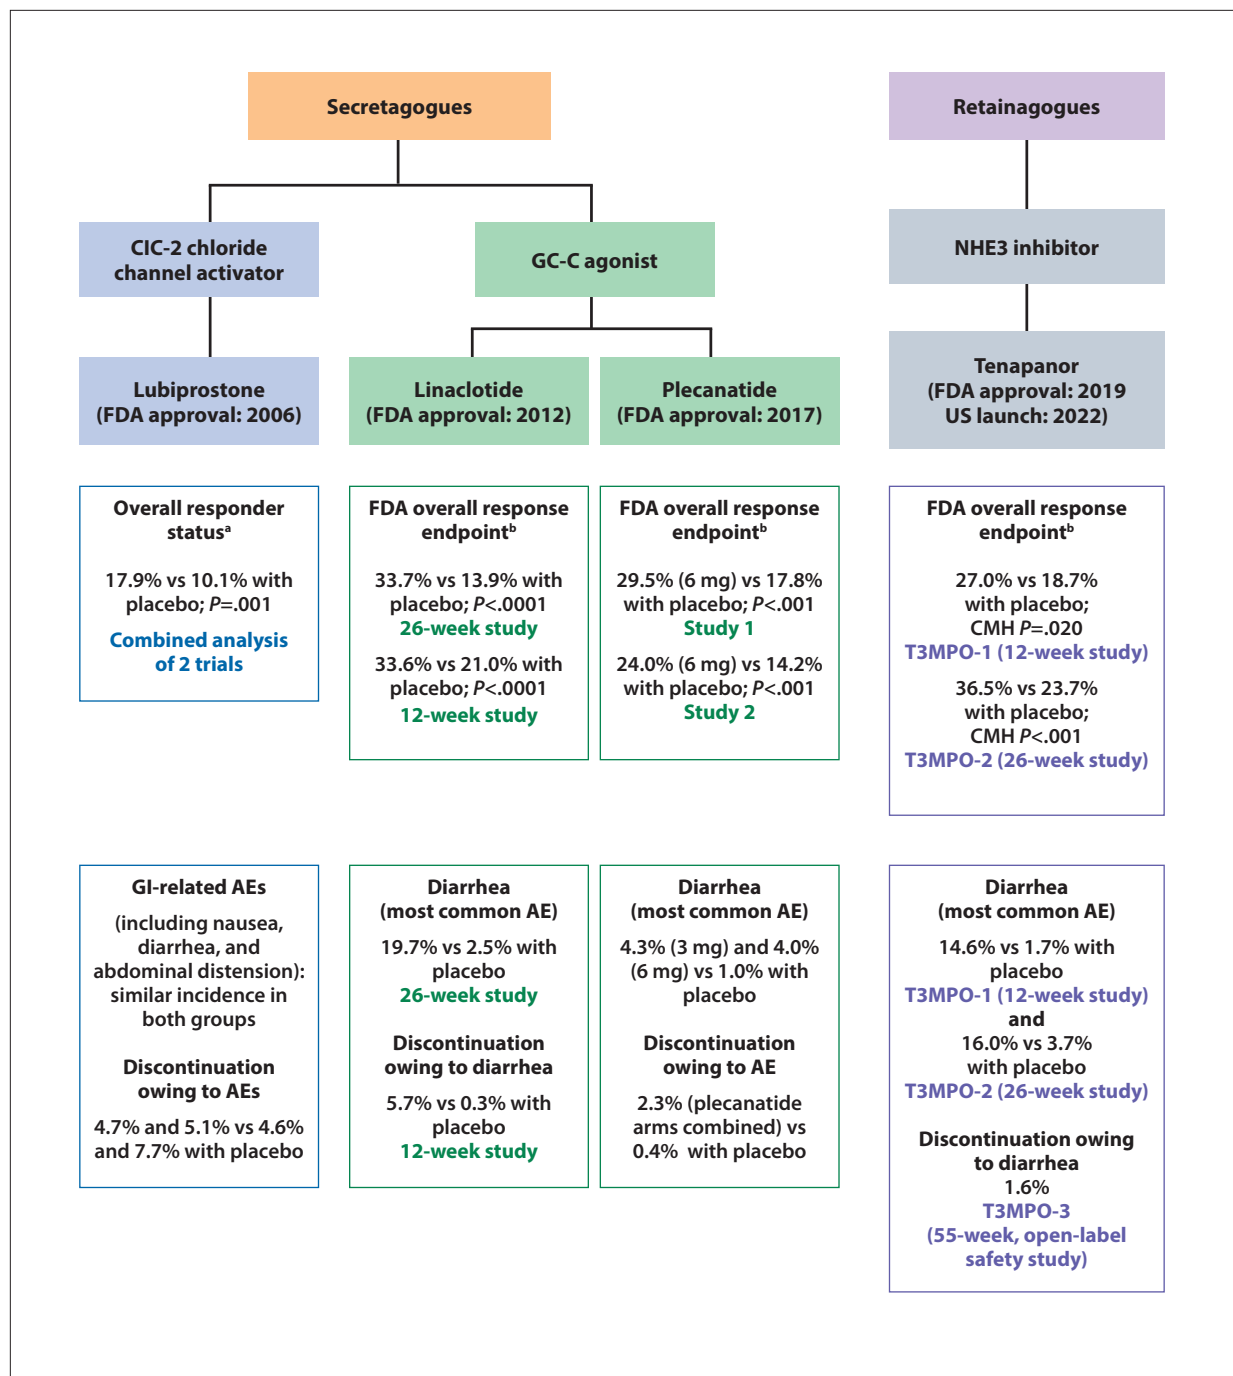 Secretagogues
Retainagogues
CIC-2 chloride
channel activator
GC-C agonist
NHE3 inhibitor
Lubiprostone
(FDA approval: 2006)
Linaclotide
(FDA approval: 2012)
Plecanatide
(FDA approval: 2017)
Tenapanor
(FDA approval: 2019
US launch: 2022)
Overall responder
statusᵃ
17.9% vs 10.1% with
placebo; P=.001
Combined analysis
of 2 trials
FDA overall response
endpointᵇ
33.7% vs 13.9% with
placebo; P<.0001
26-week study
33.6% vs 21.0% with
placebo; P<.0001
12-week study
FDA overall response
endpointᵇ
29.5% (6 mg) vs 17.8%
with placebo; P<.001
Study 1
24.0% (6 mg) vs 14.2%
with placebo; P<.001
Study 2
FDA overall response
endpointᵇ
27.0% vs 18.7%
with placebo;
CMH P=.020
T3MPO-1 (12-week study)
36.5% vs 23.7%
with placebo;
CMH P<.001
T3MPO-2 (26-week study)
GI-related AEs
(including nausea,
diarrhea, and
abdominal distension):
similar incidence in
both groups
Discontinuation
owing to AEs
4.7% and 5.1% vs 4.6%
and 7.7% with placebo
Diarrhea
(most common AE)
19.7% vs 2.5% with
placebo
26-week study
Discontinuation
owing to diarrhea
5.7% vs 0.3% with
placebo
12-week study
Diarrhea
(most common AE)
4.3% (3 mg) and 4.0%
(6 mg) vs 1.0% with
placebo
Discontinuation
owing to AE
2.3% (plecanatide
arms combined) vs
0.4% with placebo
Diarrhea
(most common AE)
14.6% vs 1.7% with
placebo
T3MPO-1 (12-week study)
and
16.0% vs 3.7%
with placebo
T3MPO-2 (26-week study)
Discontinuation owing
to diarrhea
1.6%
T3MPO-3
(55-week, open-label
safety study)